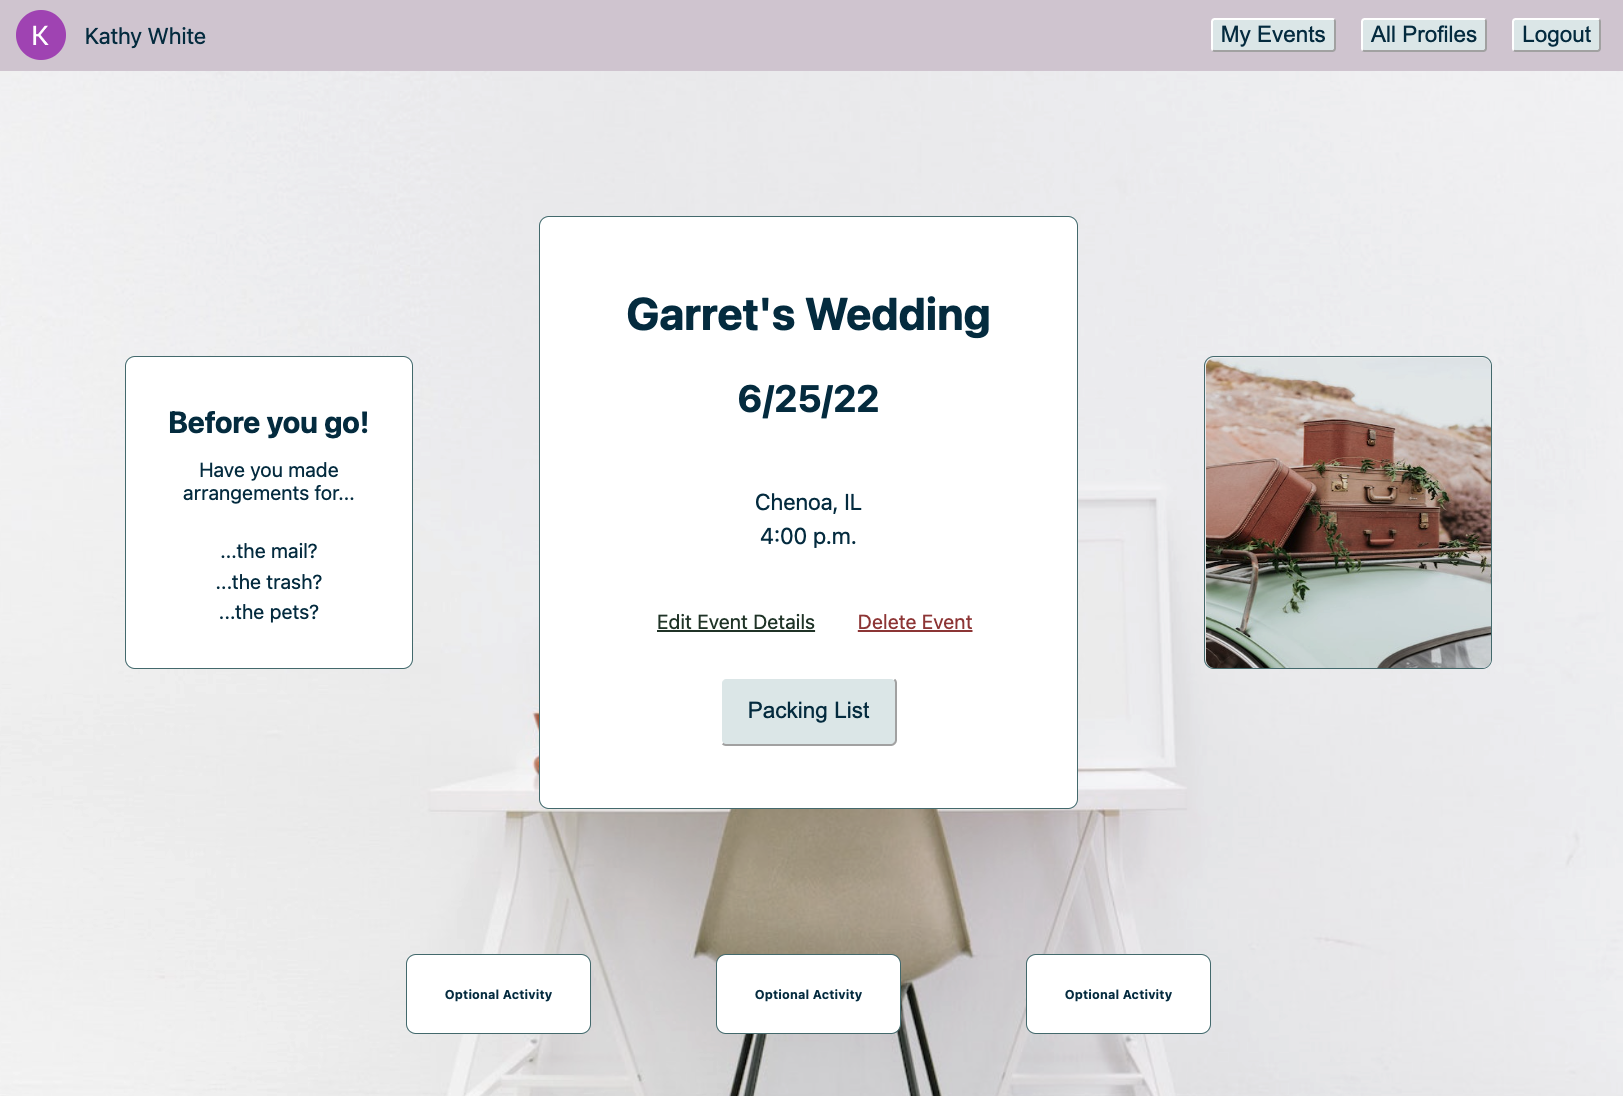 K
Kathy White
My Events
All Profiles
Logout
Before you go!
Have you made
arrangements for...
...the mail?
...the trash?
...the pets?
Garret's Wedding
6/25/22
Chenoa, IL
4:00 p.m.
Edit Event Details
Delete Event
Packing List
Optional Activity
Optional Activity
Optional Activity